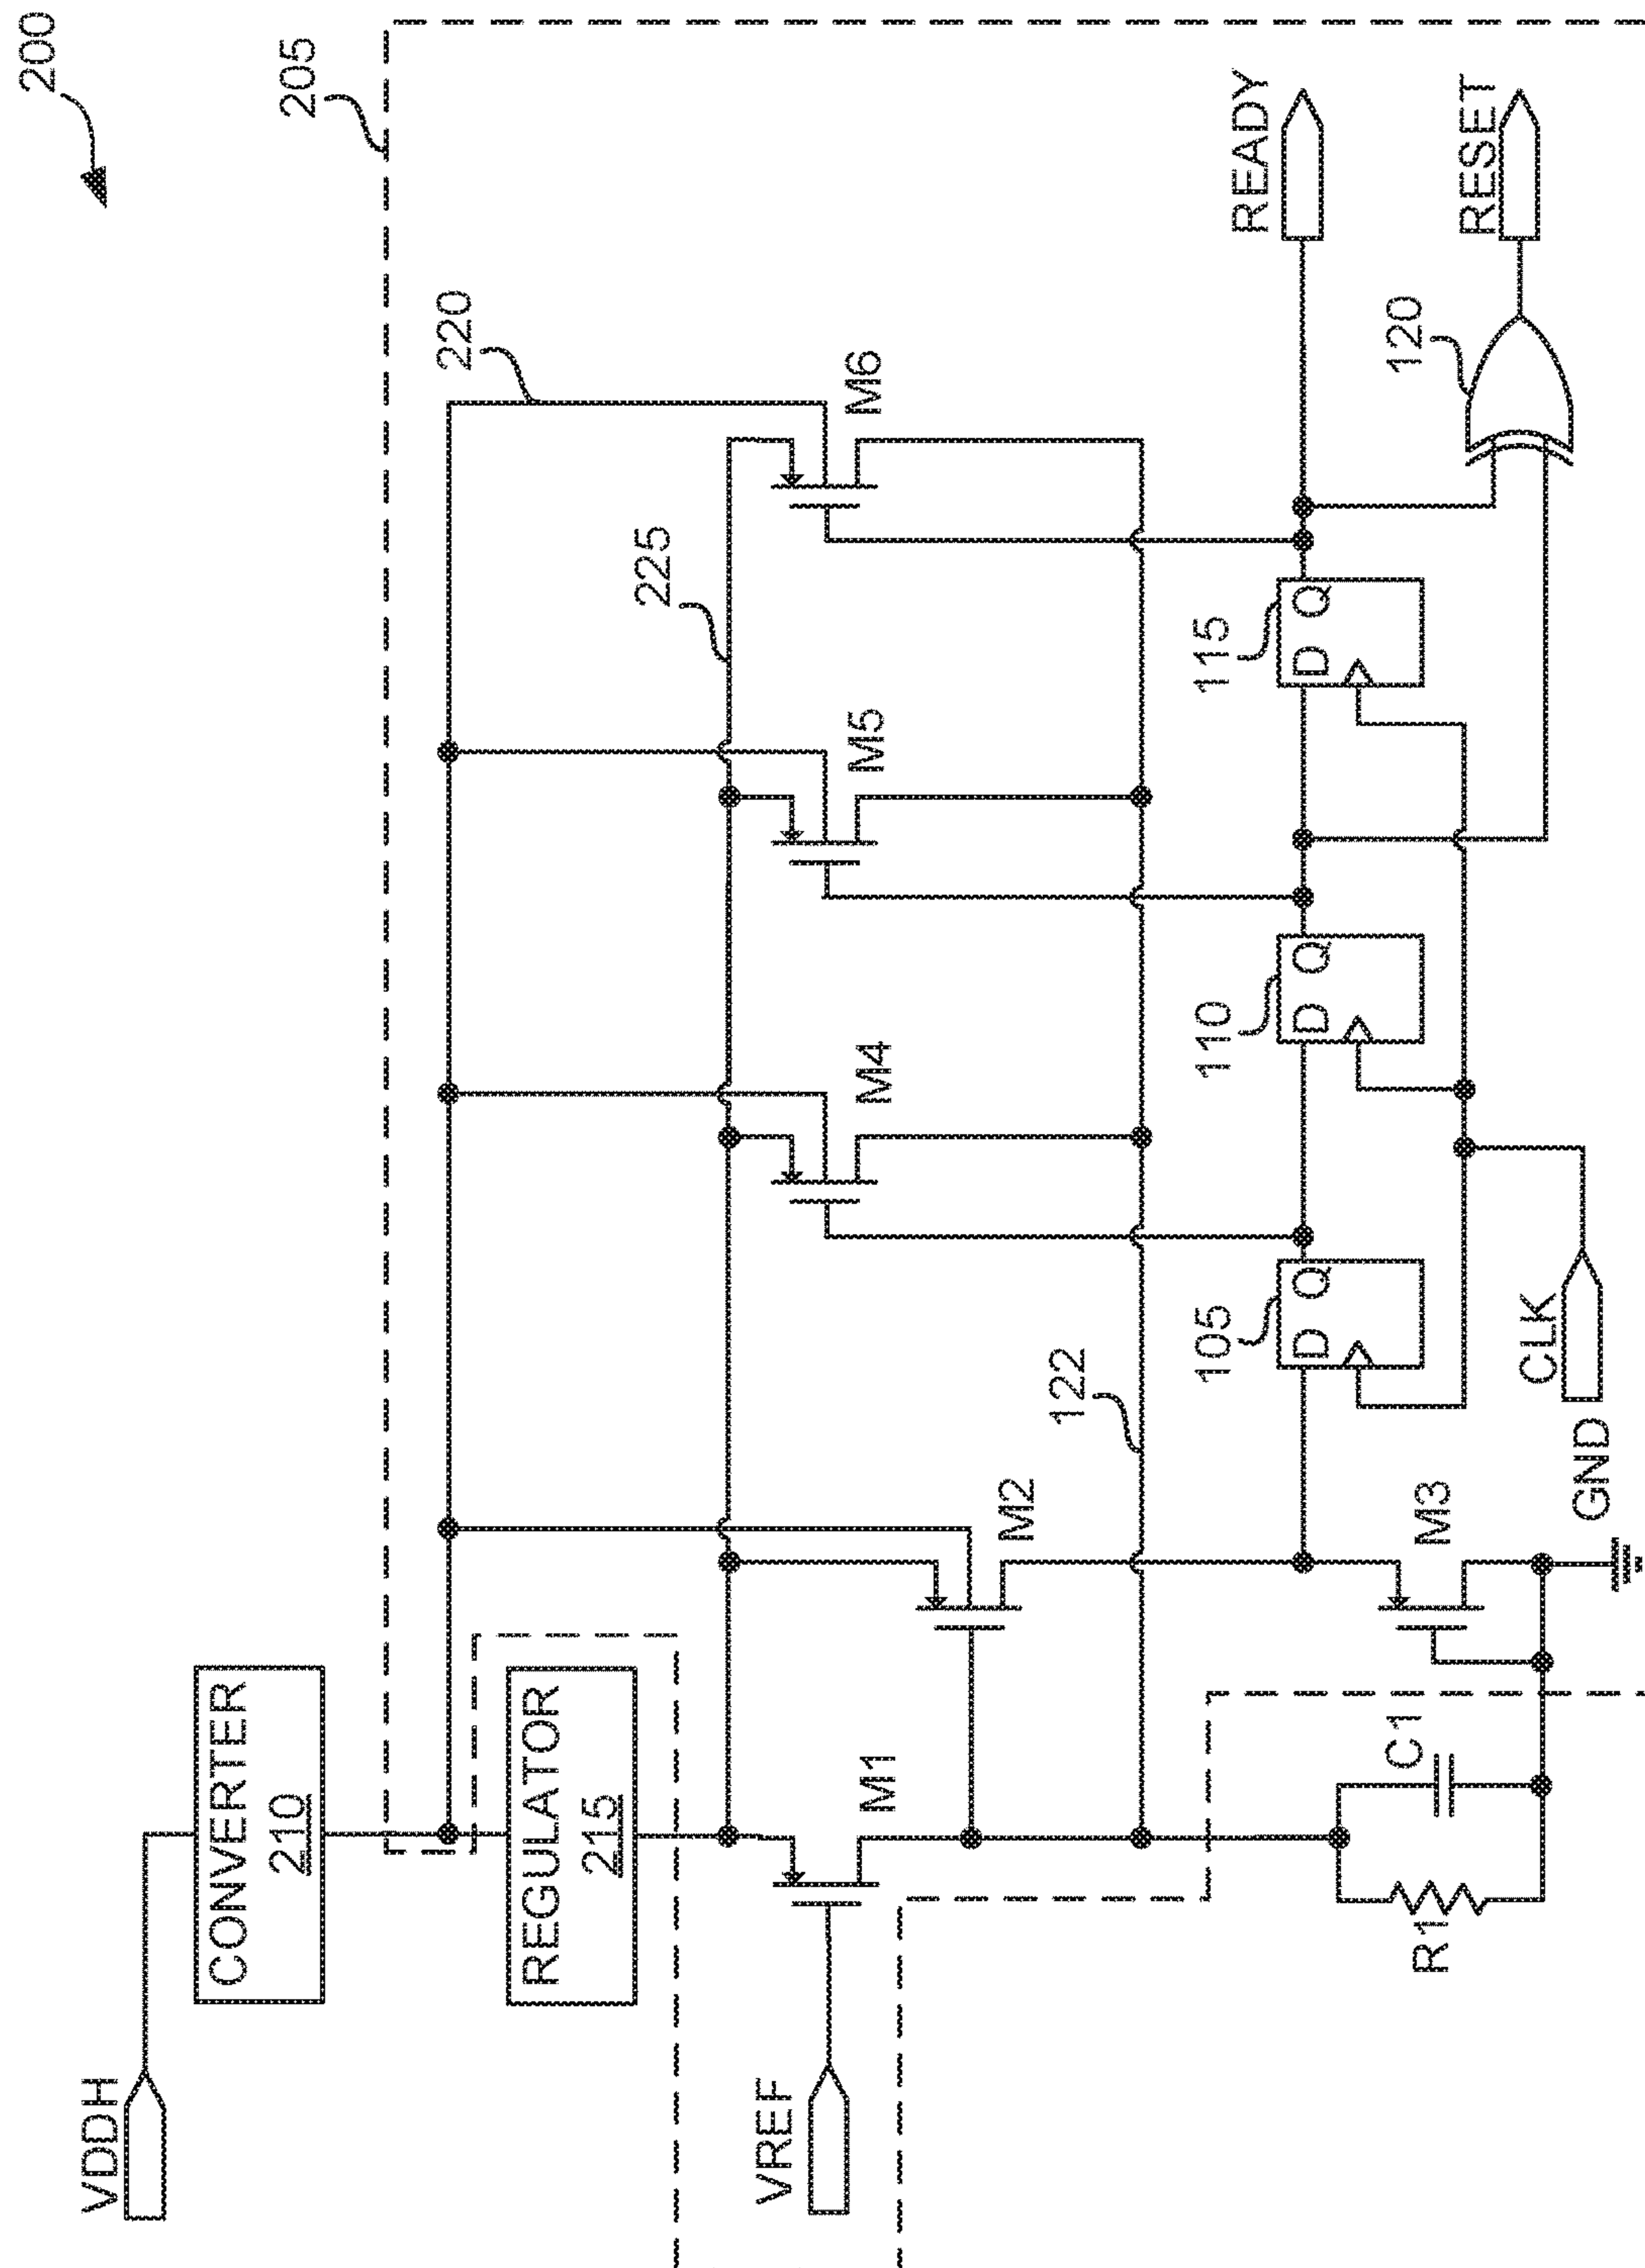 200
205
VDDH
CONVERTER
210
220
REGULATOR
215
225
VREF
M1
M2
M4
M5
M6
122
105
D Q
110
D Q
115
D Q
READY
R1
C1
M3
GND
CLK
120
RESET